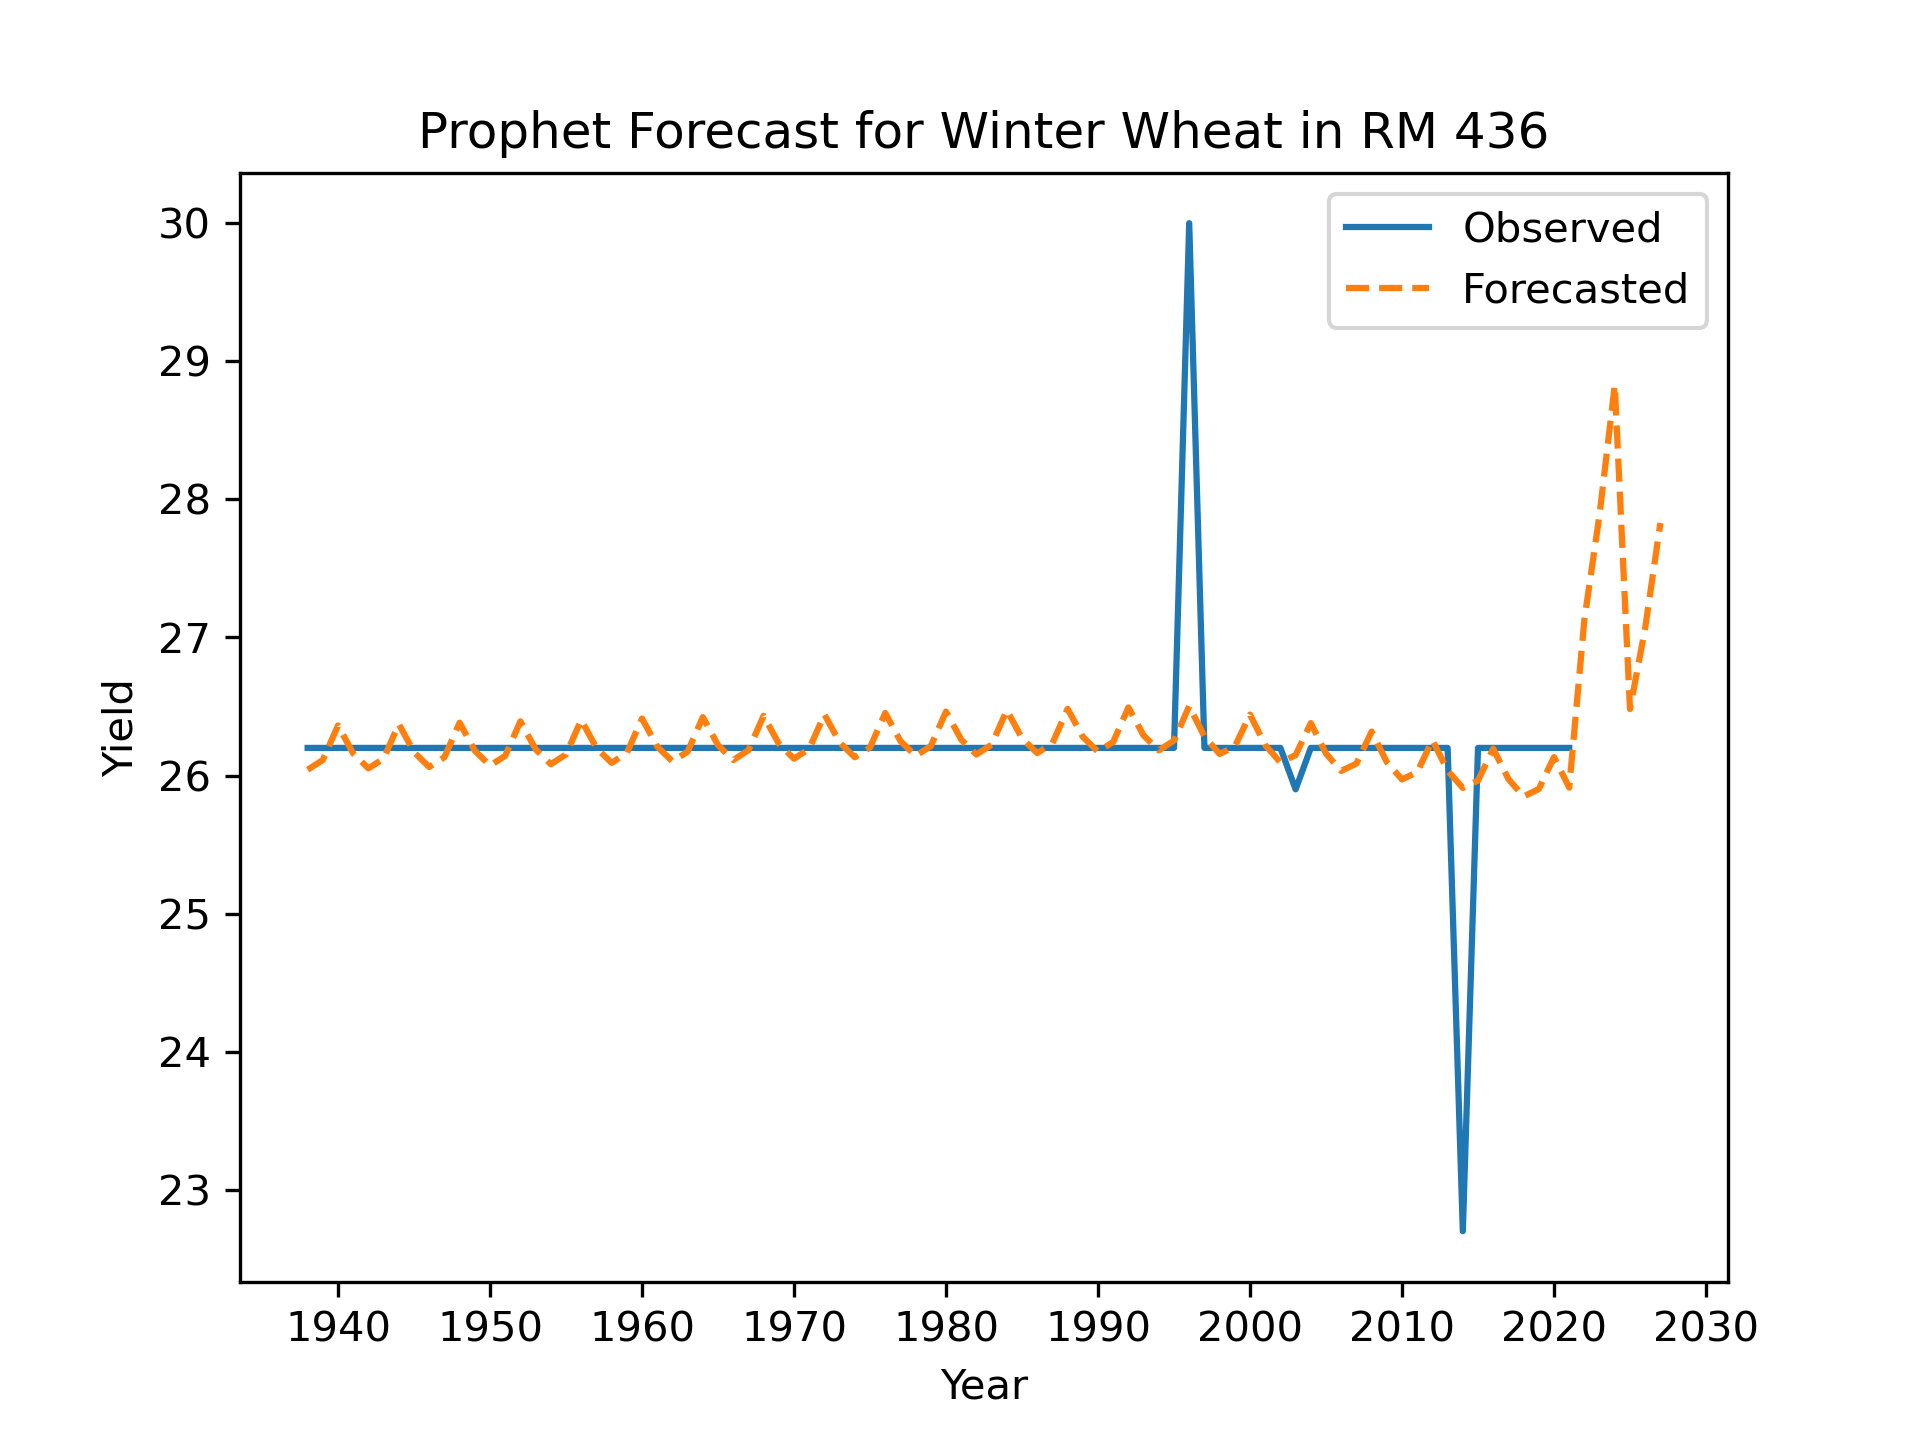 Prophet Forecast for Winter Wheat in RM 436
Observed
Forecasted
30
29
28
27
26
25
24
23
Yield
1940 1950 1960 1970 1980 1990 2000 2010 2020 2030
Year